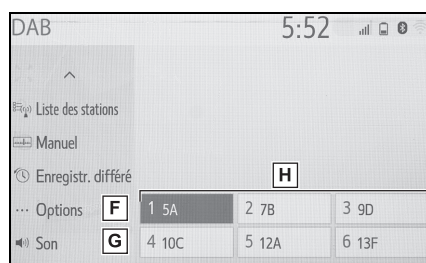 DAB 5:52
Liste des stations
Manuel
H
Enregistr. différé
Options F 1 5A 2 7B 3 9D
Son G 4 10C 5 12A 6 13F